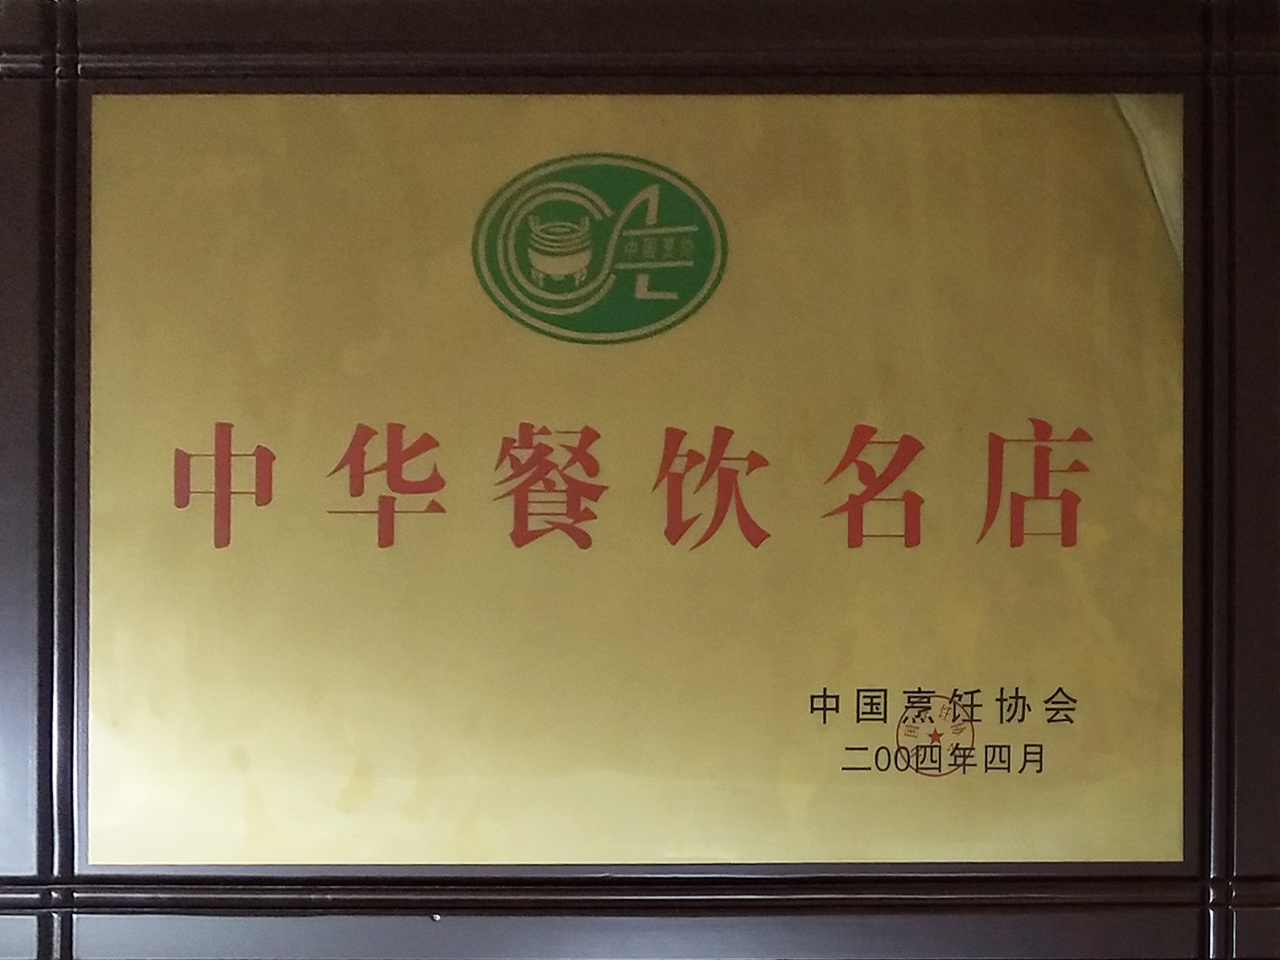 中国烹协
中华餐饮名店
中国烹饪协会
二00四年四月